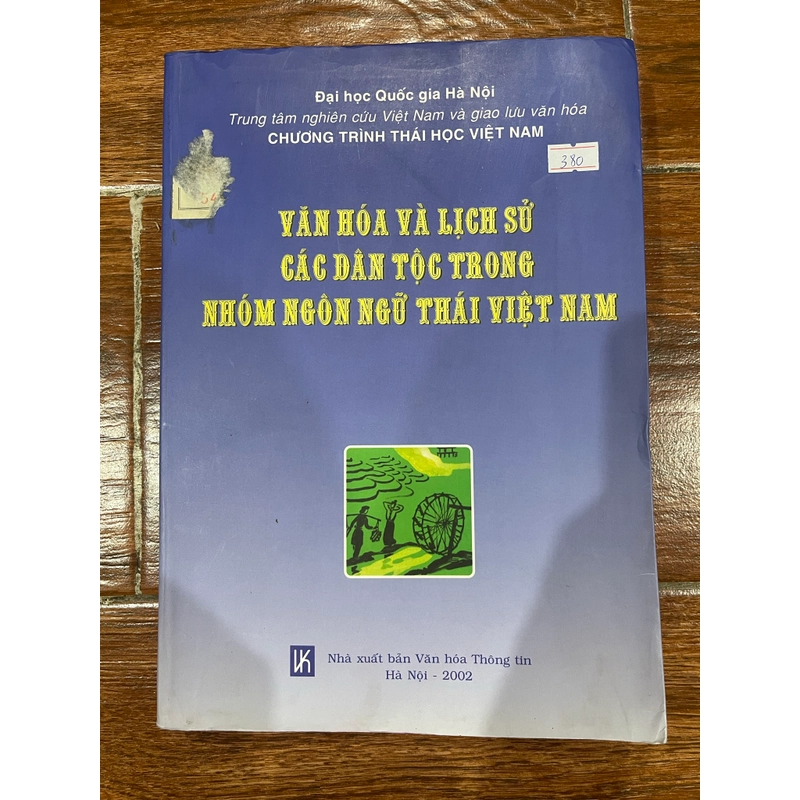 Đại học Quốc gia Hà Nội
Trung tâm nghiên cứu Việt Nam và giao lưu văn hóa
CHƯƠNG TRÌNH THÁI HỌC VIỆT NAM
380
VĂN HÓA VÀ LỊCH SỬ
CÁC DÂN TỘC TRONG
NHÓM NGÔN NGỮ THÁI VIỆT NAM
Nhà xuất bản Văn hóa Thông tin
Hà Nội - 2002